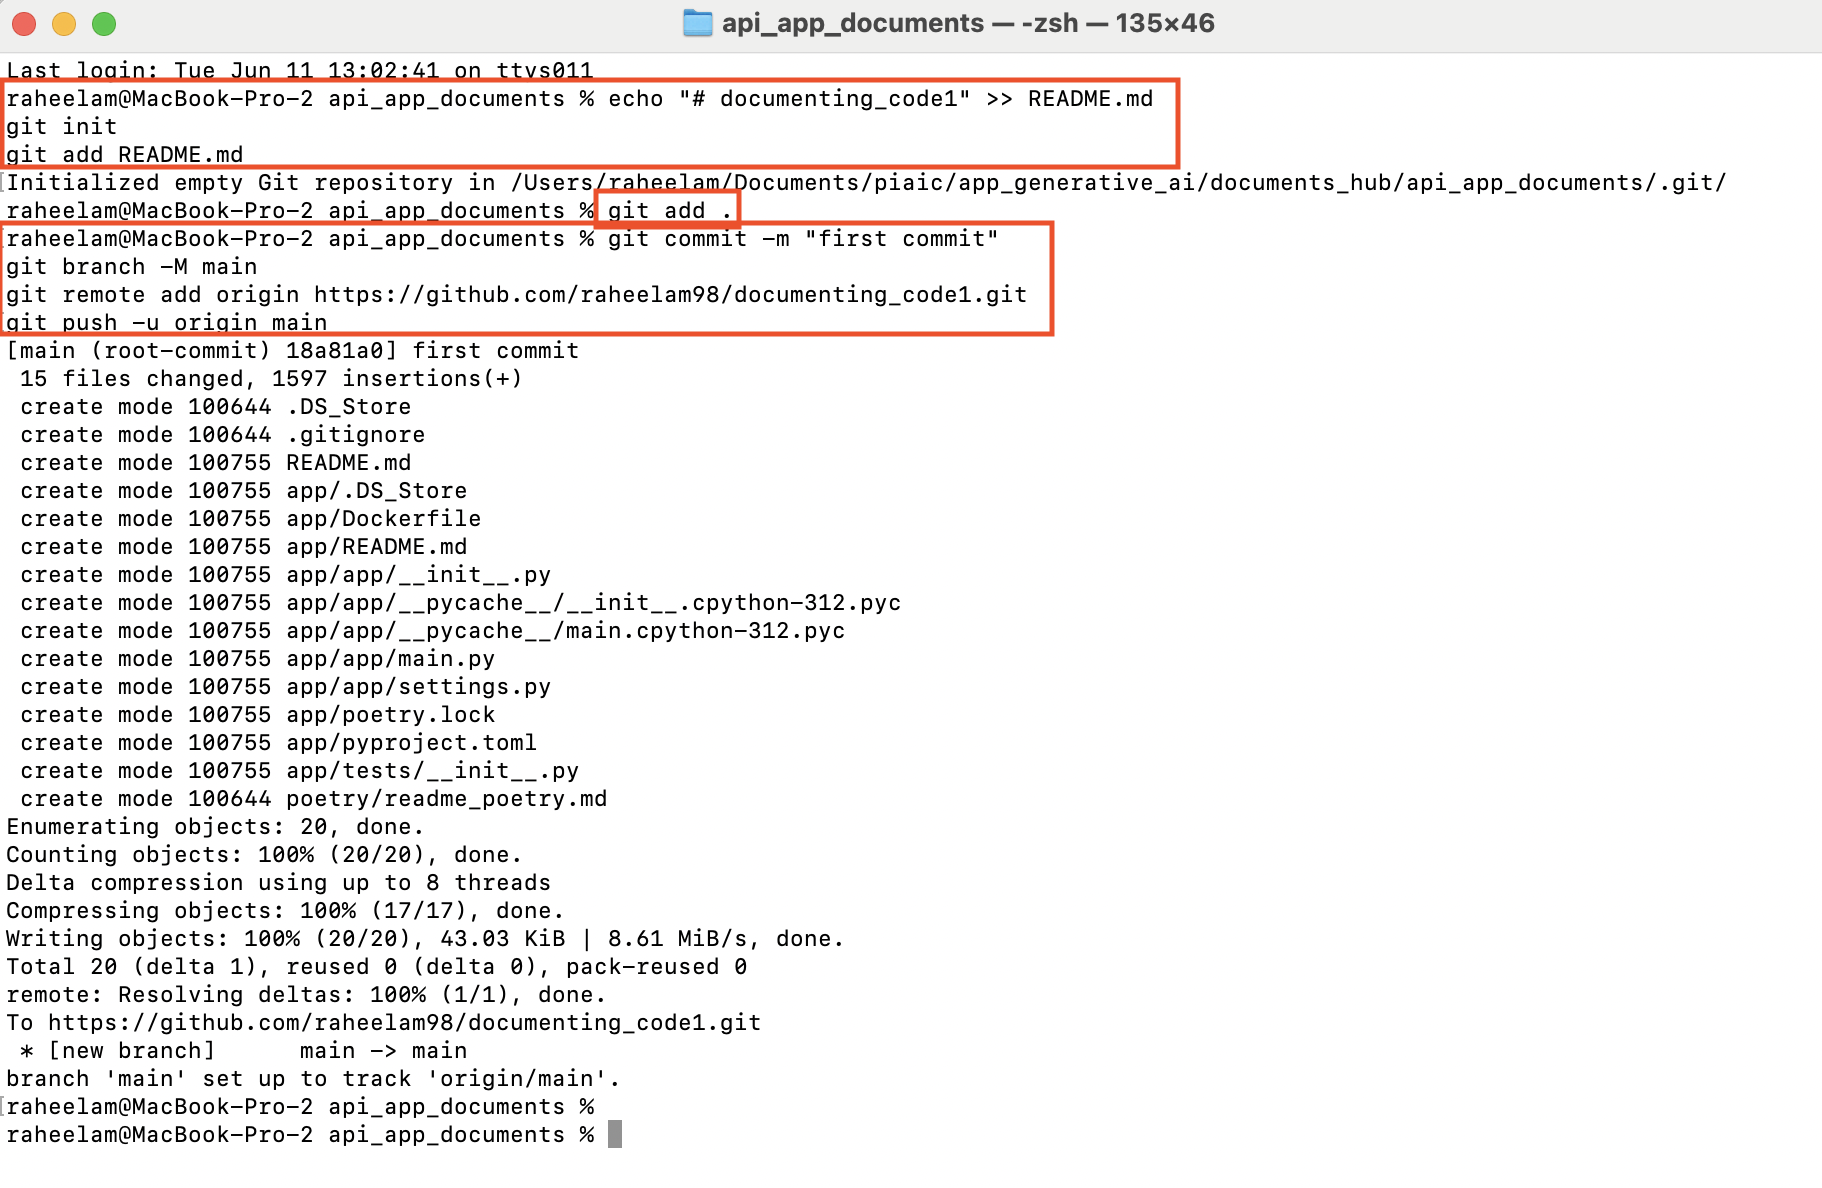 api_app_documents — -zsh — 135×46
Last login: Tue Jun 11 13:02:41 on ttys011
raheelam@MacBook-Pro-2 api_app_documents % echo "# documenting_code1" >> README.md
git init
git add README.md
Initialized empty Git repository in /Users/raheelam/Documents/piaic/app_generative_ai/documents_hub/api_app_documents/.git/
raheelam@MacBook-Pro-2 api_app_documents % git add .
raheelam@MacBook-Pro-2 api_app_documents % git commit -m "first commit"
git branch -M main
git remote add origin https://github.com/raheelam98/documenting_code1.git
git push -u origin main
[main (root-commit) 18a81a0] first commit
 15 files changed, 1597 insertions(+)
 create mode 100644 .DS_Store
 create mode 100644 .gitignore
 create mode 100755 README.md
 create mode 100755 app/.DS_Store
 create mode 100755 app/Dockerfile
 create mode 100755 app/README.md
 create mode 100755 app/app/__init__.py
 create mode 100755 app/app/__pycache__/__init__.cpython-312.pyc
 create mode 100755 app/app/__pycache__/main.cpython-312.pyc
 create mode 100755 app/app/main.py
 create mode 100755 app/app/settings.py
 create mode 100755 app/poetry.lock
 create mode 100755 app/pyproject.toml
 create mode 100755 app/tests/__init__.py
 create mode 100644 poetry/readme_poetry.md
Enumerating objects: 20, done.
Counting objects: 100% (20/20), done.
Delta compression using up to 8 threads
Compressing objects: 100% (17/17), done.
Writing objects: 100% (20/20), 43.03 KiB | 8.61 MiB/s, done.
Total 20 (delta 1), reused 0 (delta 0), pack-reused 0
remote: Resolving deltas: 100% (1/1), done.
To https://github.com/raheelam98/documenting_code1.git
 * [new branch]      main -> main
branch 'main' set up to track 'origin/main'.
raheelam@MacBook-Pro-2 api_app_documents %
raheelam@MacBook-Pro-2 api_app_documents %